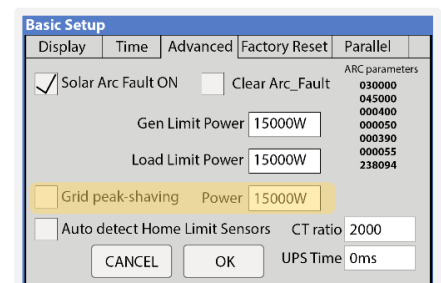 Basic Setup
Display Time Advanced Factory Reset Parallel
ARC parameters
Solar Arc Fault ON Clear Arc_Fault 030000
045000
000400
Gen Limit Power 15000W 000050
000390
000055
Load Limit Power 15000W 238094
Grid peak-shaving Power 15000W
Auto detect Home Limit Sensors CT ratio 2000
CANCEL OK UPS Time 0ms